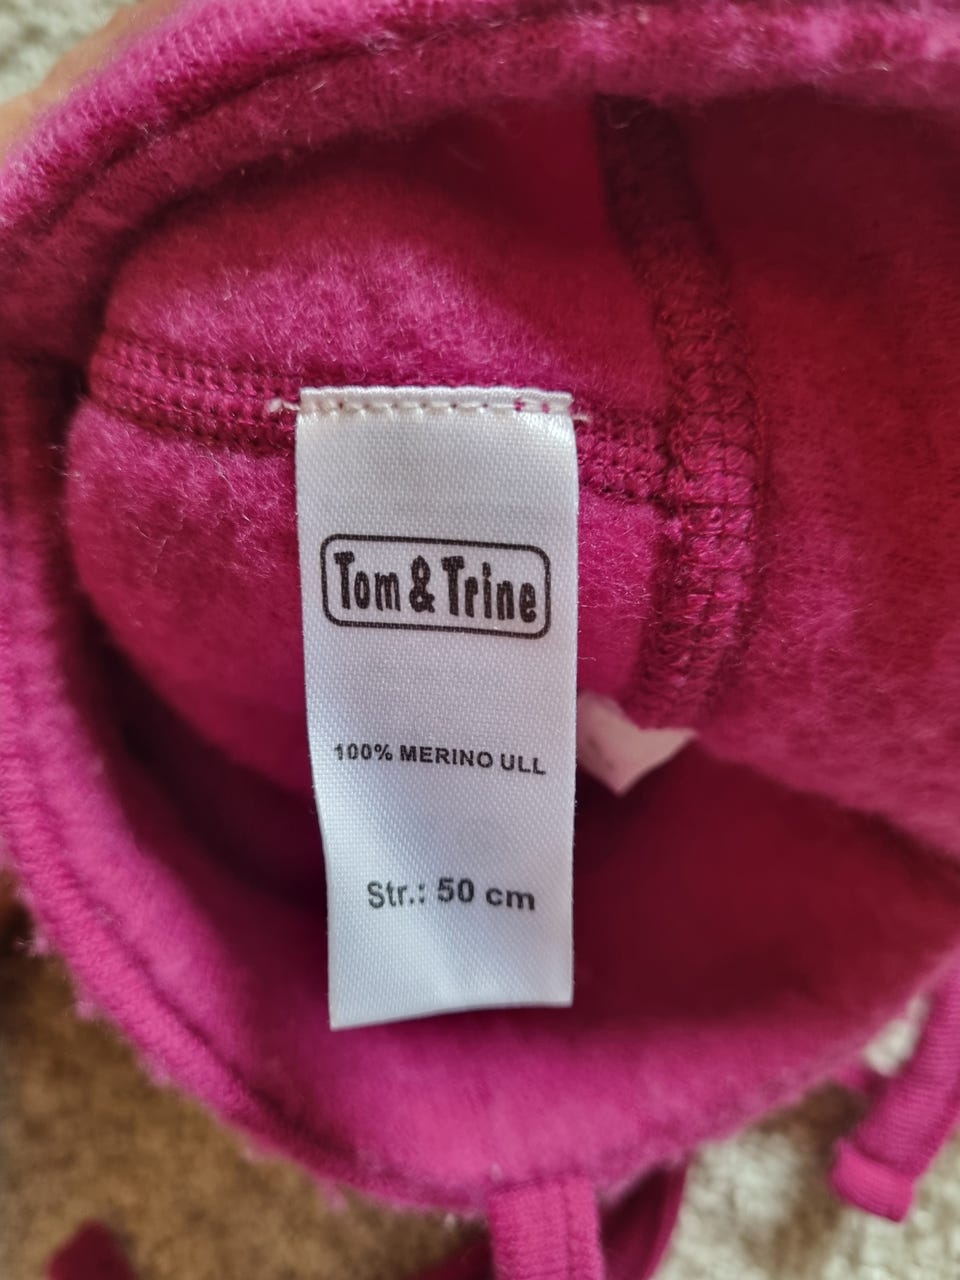 Tom & Trine
100% MERINO ULL
Str.: 50 cm